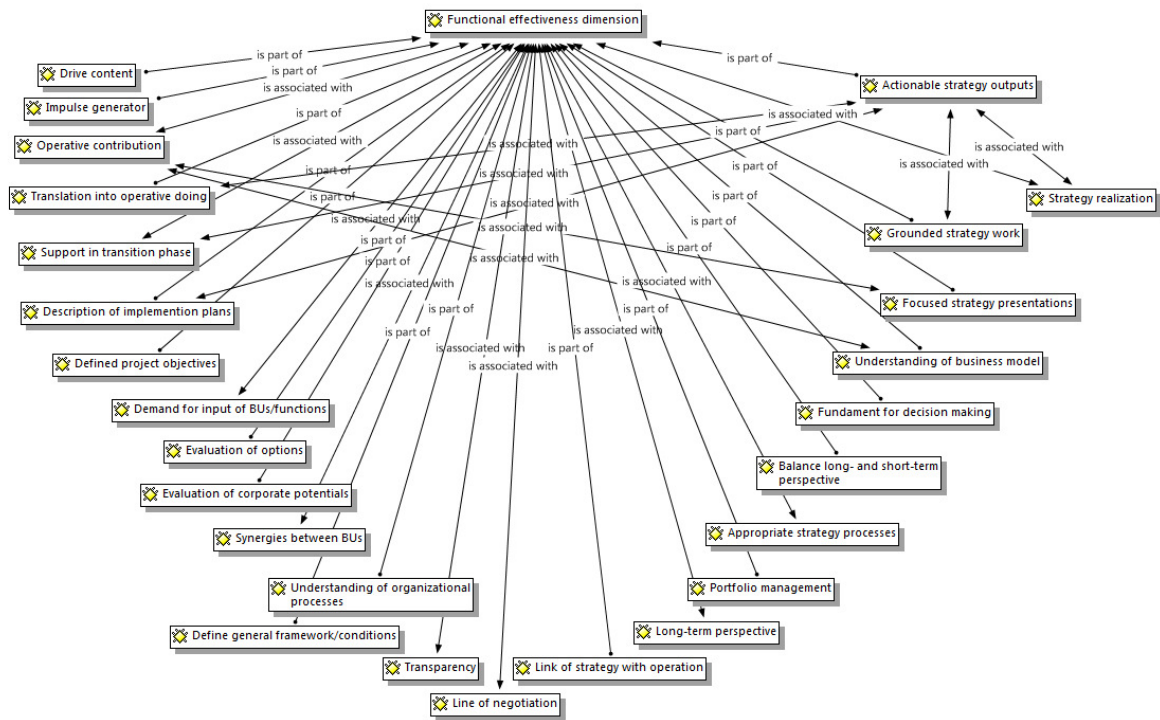 Functional effectiveness dimension
is part of
is part of
is part of
Drive content
Actionable strategy outputs
is associated with
Impulse generator
is part of
is associated with
is part of
Operative contribution
is associated with
is associated with
is associated with
is associated with
is part of
is part of
is associated with
Translation into operative doing
is part of
Strategy realization
is associated with
is part of
is associated with
Grounded strategy work
is part of
is part of
Support in transition phase
is associated with
is part of
is associated with
Focused strategy presentations
is part of
Description of implemention plans
is part of
is associated with
is associated with
is part of
Defined project objectives
is associated with
Understanding of business model
Demand for input of BUs/functions
Fundament for decision making
Evaluation of options
Balance long- and short-term
perspective
Evaluation of corporate potentials
Synergies between BUs
Appropriate strategy processes
Understanding of organizational
processes
Portfolio management
Define general framework/conditions
Long-term perspective
Transparency
Link of strategy with operation
Line of negotiation